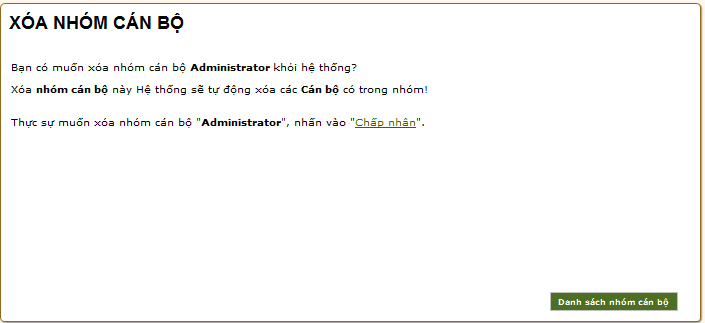 XÓA NHÓM CÁN BỘ
Bạn có muốn xóa nhóm cán bộ Administrator khỏi hệ thống?
Xóa nhóm cán bộ này Hệ thống sẽ tự động xóa các Cán bộ có trong nhóm!
Thực sự muốn xóa nhóm cán bộ "Administrator", nhấn vào "Chấp nhân".
Danh sách nhóm cán bộ